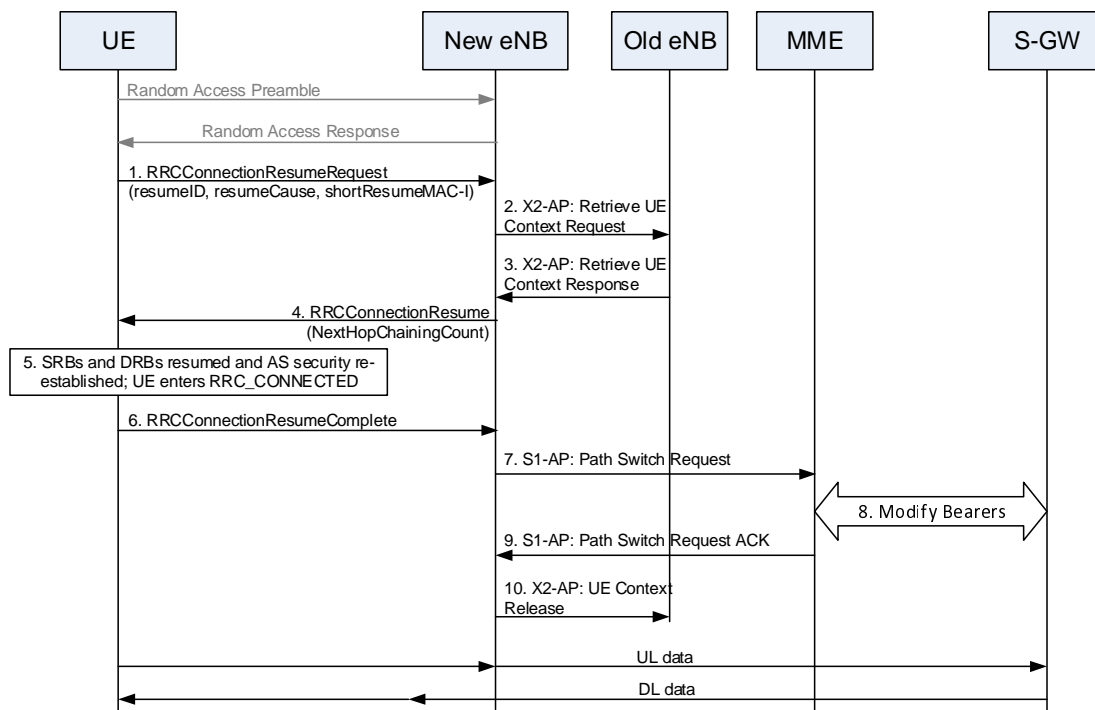 UE
New eNB
Old eNB
MME
S-GW
Random Access Preamble
Random Access Response
1. RRCConnectionResumeRequest
(resumeID, resumeCause, shortResumeMAC-I)
2. X2-AP: Retrieve UE
Context Request
3. X2-AP: Retrieve UE
Context Response
4. RRCConnectionResume
(NextHopChainingCount)
5. SRBs and DRBs resumed and AS security re-
established; UE enters RRC_CONNECTED
6. RRCConnectionResumeComplete
7. S1-AP: Path Switch Request
8. Modify Bearers
9. S1-AP: Path Switch Request ACK
10. X2-AP: UE Context
Release
UL data
DL data